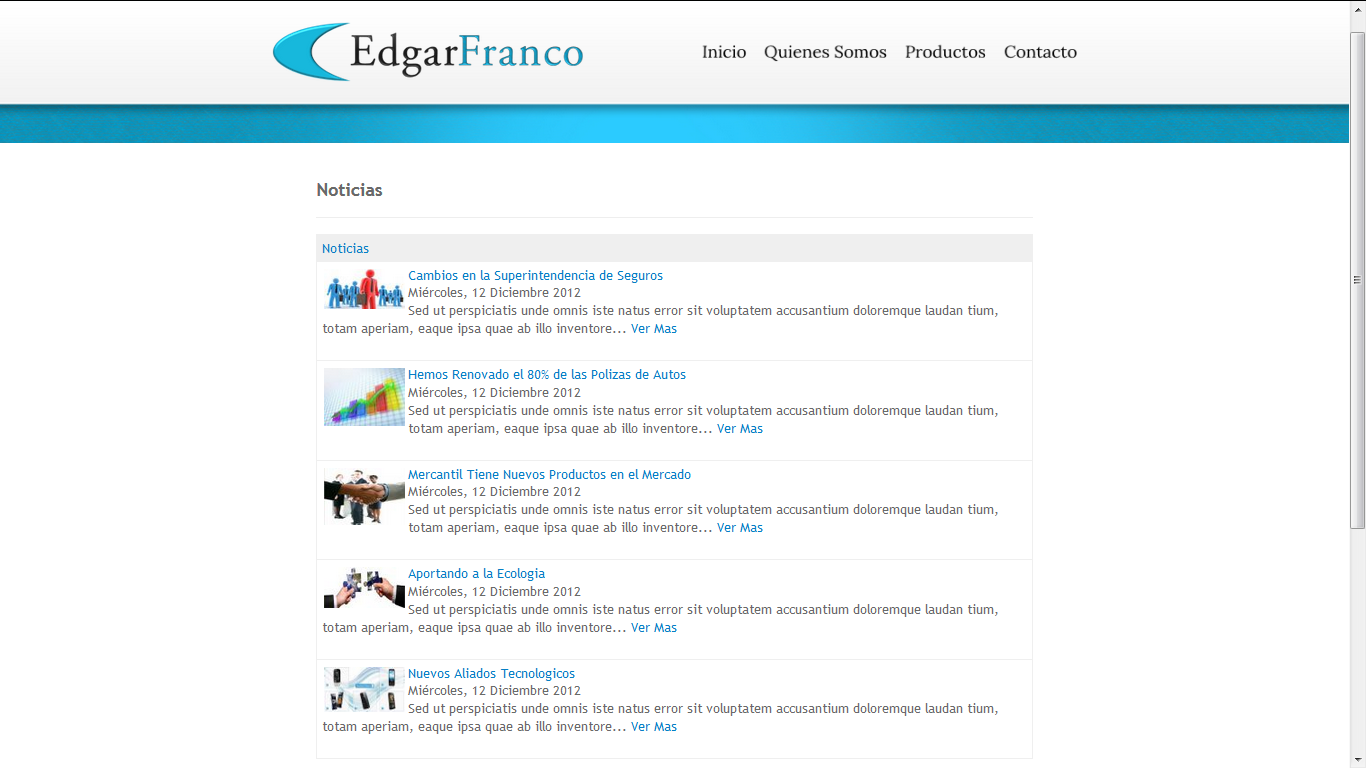 EdgarFranco
Inicio Quienes Somos Productos Contacto
Noticias
Noticias
Cambios en la Superintendencia de Seguros
Miércoles, 12 Diciembre 2012
Sed ut perspiciatis unde omnis iste natus error sit voluptatem accusantium doloremque laudan tium,
totam aperiam, eaque ipsa quae ab illo inventore... Ver Mas
Hemos Renovado el 80% de las Polizas de Autos
Miércoles, 12 Diciembre 2012
Sed ut perspiciatis unde omnis iste natus error sit voluptatem accusantium doloremque laudan tium,
totam aperiam, eaque ipsa quae ab illo inventore... Ver Mas
Mercantil Tiene Nuevos Productos en el Mercado
Miércoles, 12 Diciembre 2012
Sed ut perspiciatis unde omnis iste natus error sit voluptatem accusantium doloremque laudan tium,
totam aperiam, eaque ipsa quae ab illo inventore... Ver Mas
Aportando a la Ecologia
Miércoles, 12 Diciembre 2012
Sed ut perspiciatis unde omnis iste natus error sit voluptatem accusantium doloremque laudan tium,
totam aperiam, eaque ipsa quae ab illo inventore... Ver Mas
Nuevos Aliados Tecnologicos
Miércoles, 12 Diciembre 2012
Sed ut perspiciatis unde omnis iste natus error sit voluptatem accusantium doloremque laudan tium,
totam aperiam, eaque ipsa quae ab illo inventore... Ver Mas